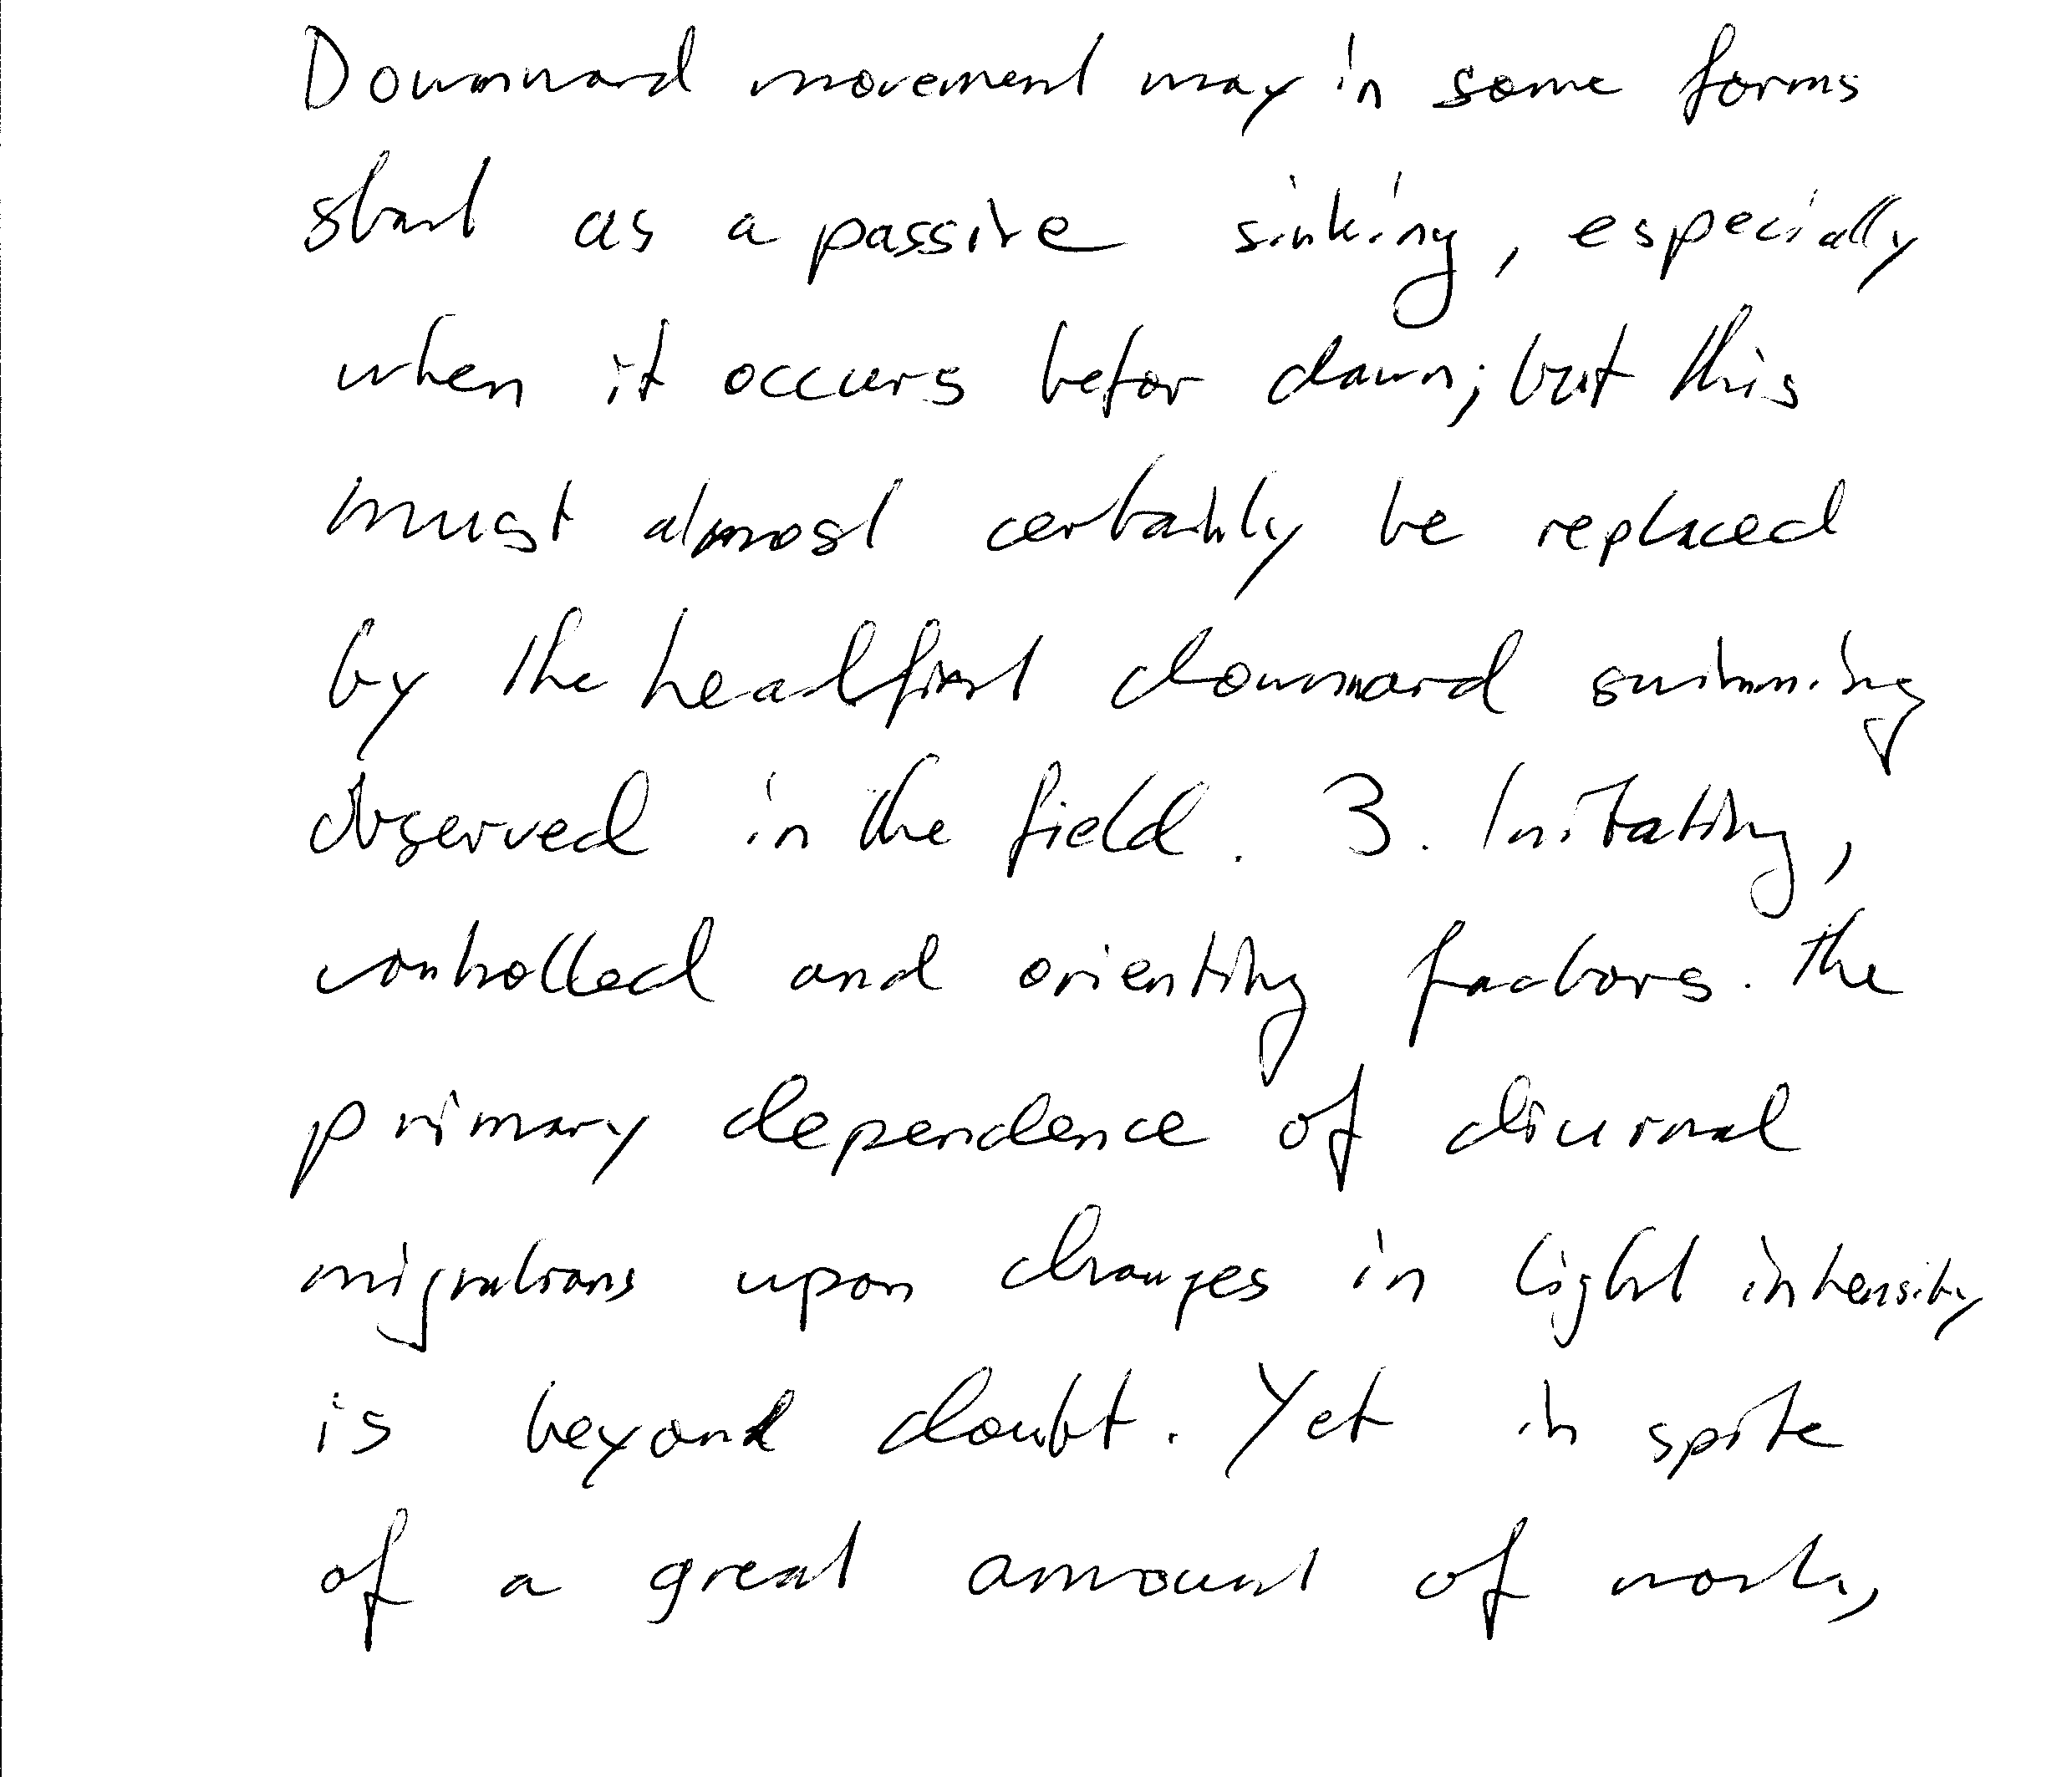 Downward movement may in some forms
start as a passive sinking, especially
when it occurs befor dawn; but this
must almost certainly be replaced
by the headfirst downward swimming
observed in the field. 3. Initating,
controlled and orienting factors. The
primary dependence of diurnal
migrations upon changes in light intensity
is beyond doubt. Yet in spite
of a great amount of work,